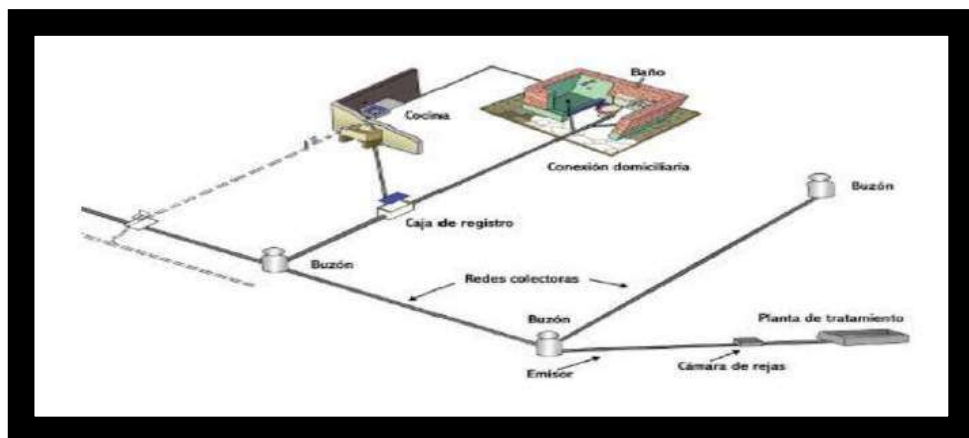 Baño
Cocina
Conexión domiciliaria
Buzón
Caja de registro
Buzón
Redes colectoras
Buzón
Planta de tratamiento
Emisor
Cámara de rejas